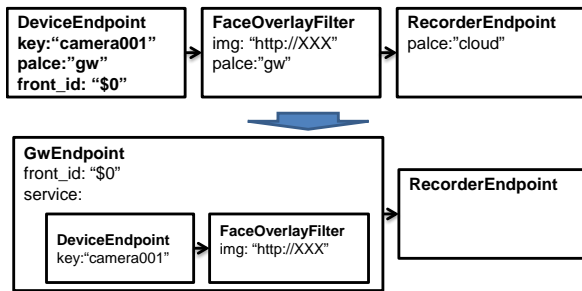 DeviceEndpoint
key:“camera001”
palce:”gw”
front_id: “$0”
FaceOverlayFilter
img: “http://XXX”
palce:”gw”
RecorderEndpoint
palce:”cloud”
GwEndpoint
front_id: “$0”
service:
DeviceEndpoint
key:“camera001”
FaceOverlayFilter
img: “http://XXX”
RecorderEndpoint